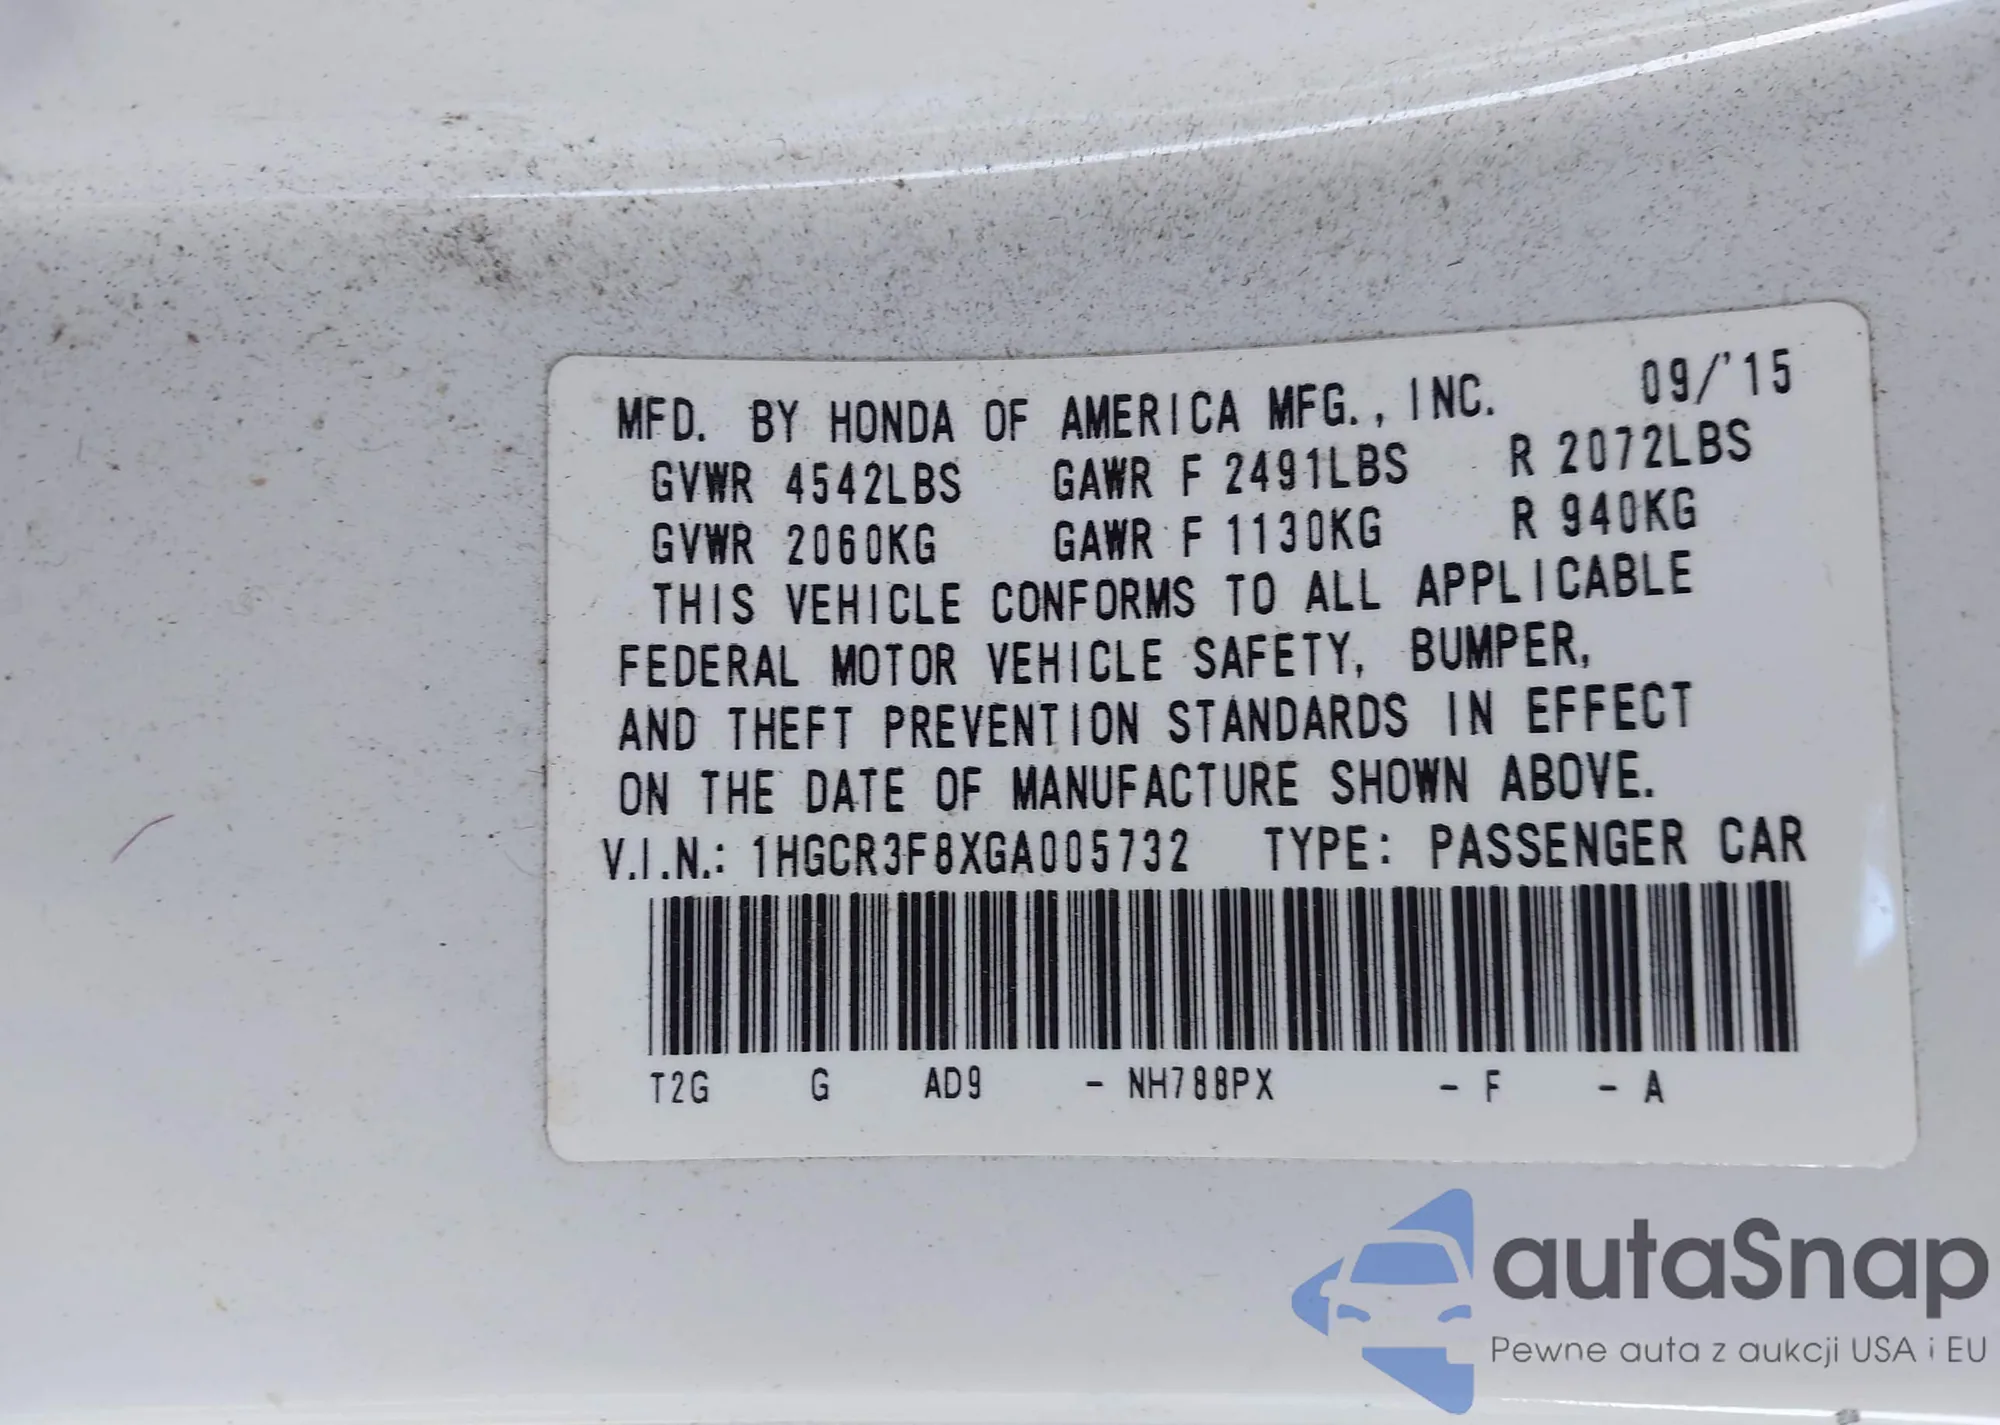 MFD. BY HONDA OF AMERICA MFG., INC. 09/'15
GVWR 4542LBS GAWR F 2491LBS R 2072LBS
GVWR 2060KG GAWR F 1130KG R 940KG
THIS VEHICLE CONFORMS TO ALL APPLICABLE
FEDERAL MOTOR VEHICLE SAFETY, BUMPER,
AND THEFT PREVENTION STANDARDS IN EFFECT
ON THE DATE OF MANUFACTURE SHOWN ABOVE.
V.I.N.: 1HGCR3F8XGA005732 TYPE: PASSENGER CAR
T2G G AD9 - NH788PX - F - A
autaSnap
Pewne auta z aukcji USA i EU